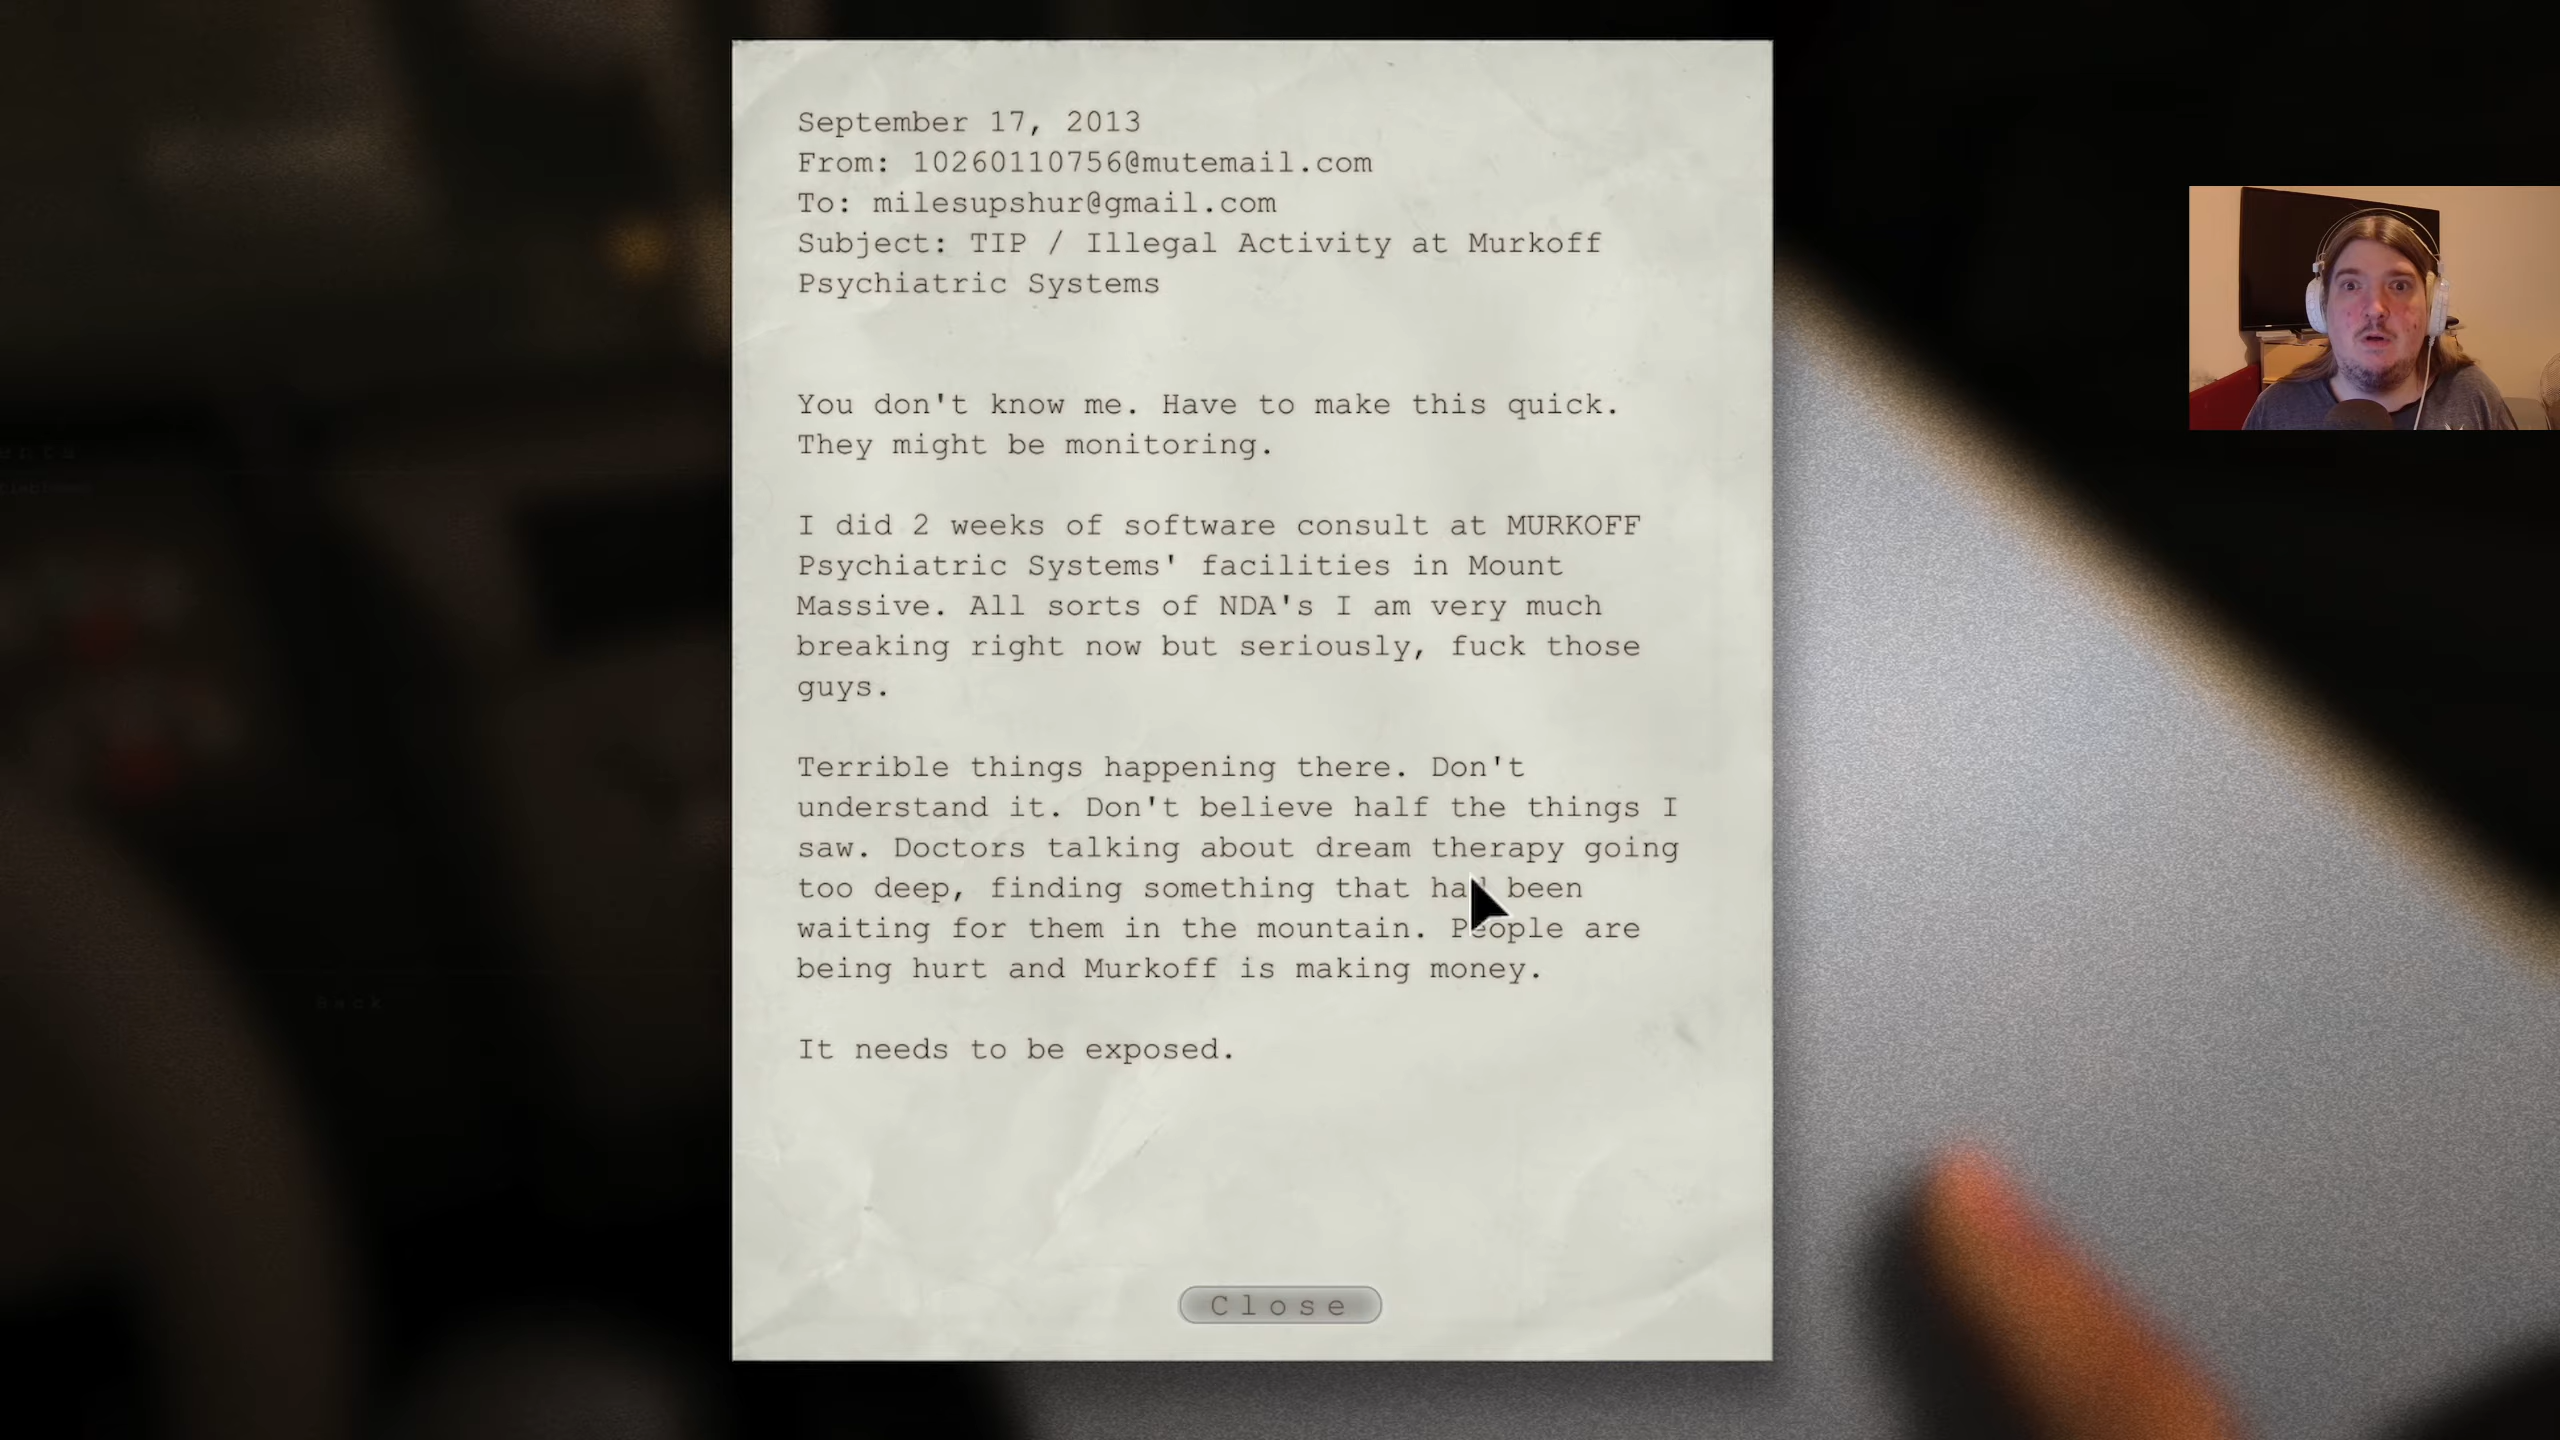 September 17, 2013
From: 10260110756@mutemail.com
To: milesupshur@gmail.com
Subject: TIP / Illegal Activity at Murkoff
Psychiatric Systems
You don't know me. Have to make this quick.
They might be monitoring.
I did 2 weeks of software consult at MURKOFF
Psychiatric Systems' facilities in Mount
Massive. All sorts of NDA's I am very much
breaking right now but seriously, fuck those
guys.
Terrible things happening there. Don't
understand it. Don't believe half the things I
saw. Doctors talking about dream therapy going
too deep, finding something that had been
waiting for them in the mountain. People are
being hurt and Murkoff is making money.
It needs to be exposed.
Back
Close